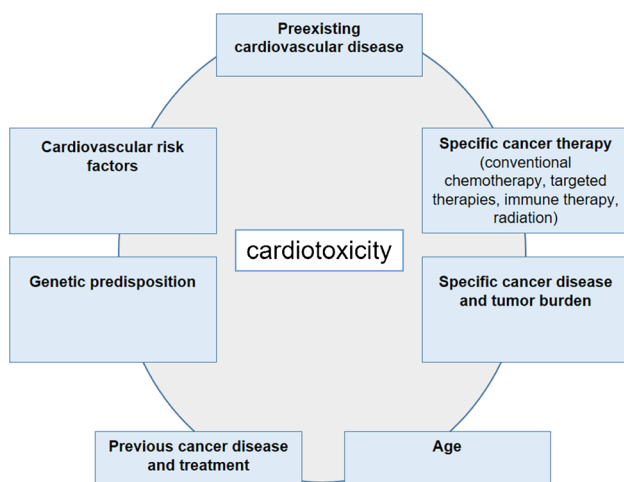 Preexisting
cardiovascular disease
Cardiovascular risk
factors
Specific cancer therapy
(conventional
chemotherapy, targeted
therapies, immune therapy,
radiation)
cardiotoxicity
Genetic predisposition
Specific cancer disease
and tumor burden
Previous cancer disease
and treatment
Age